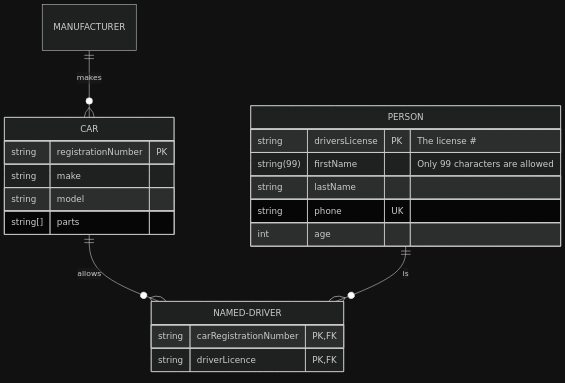 MANUFACTURER
makes
CAR
string registrationNumber PK
string make
string model
string[] parts
PERSON
string driversLicense PK The license #
string(99) firstName Only 99 characters are allowed
string lastName
string phone UK
int age
allows
is
NAMED-DRIVER
string carRegistrationNumber PK,FK
string driverLicence PK,FK